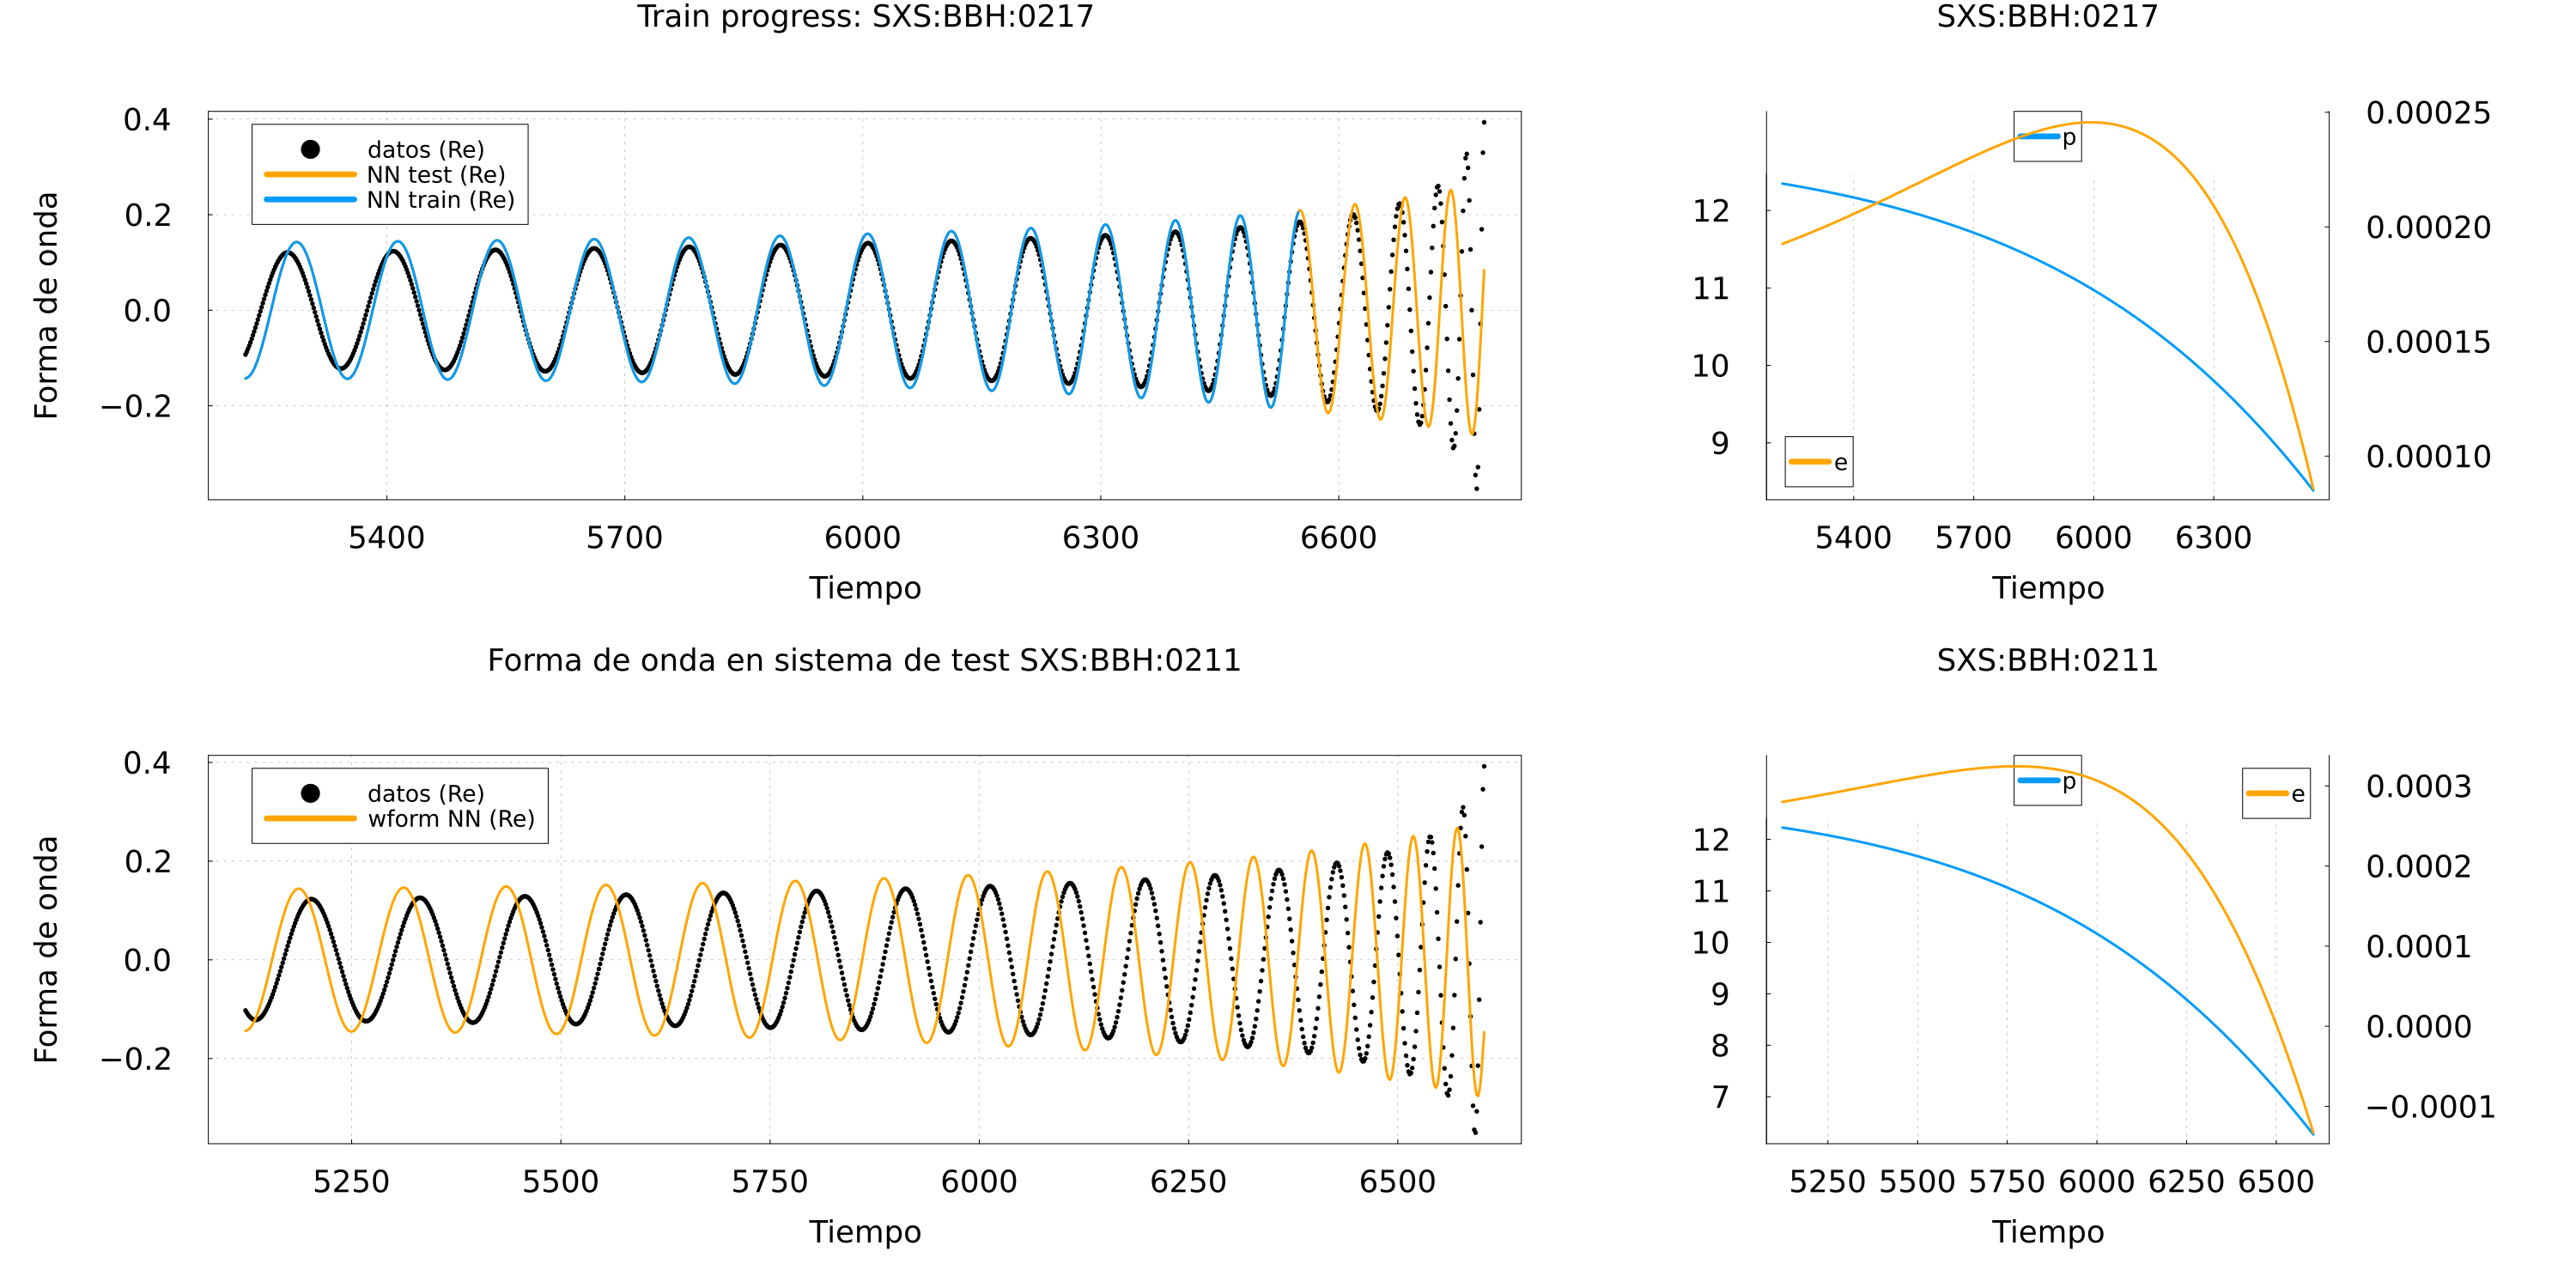 Train progress: SXS:BBH:0217
Forma de onda
0.4
0.2
0.0
−0.2
datos (Re)
NN test (Re)
NN train (Re)
5400 5700 6000 6300 6600
Tiempo
SXS:BBH:0217
12
11
10
9
p
e
0.00025
0.00020
0.00015
0.00010
5400 5700 6000 6300
Tiempo
Forma de onda en sistema de test SXS:BBH:0211
Forma de onda
0.4
0.2
0.0
−0.2
datos (Re)
wform NN (Re)
5250 5500 5750 6000 6250 6500
Tiempo
SXS:BBH:0211
12
11
10
9
8
7
p
e
0.0003
0.0002
0.0001
0.0000
−0.0001
5250 5500 5750 6000 6250 6500
Tiempo